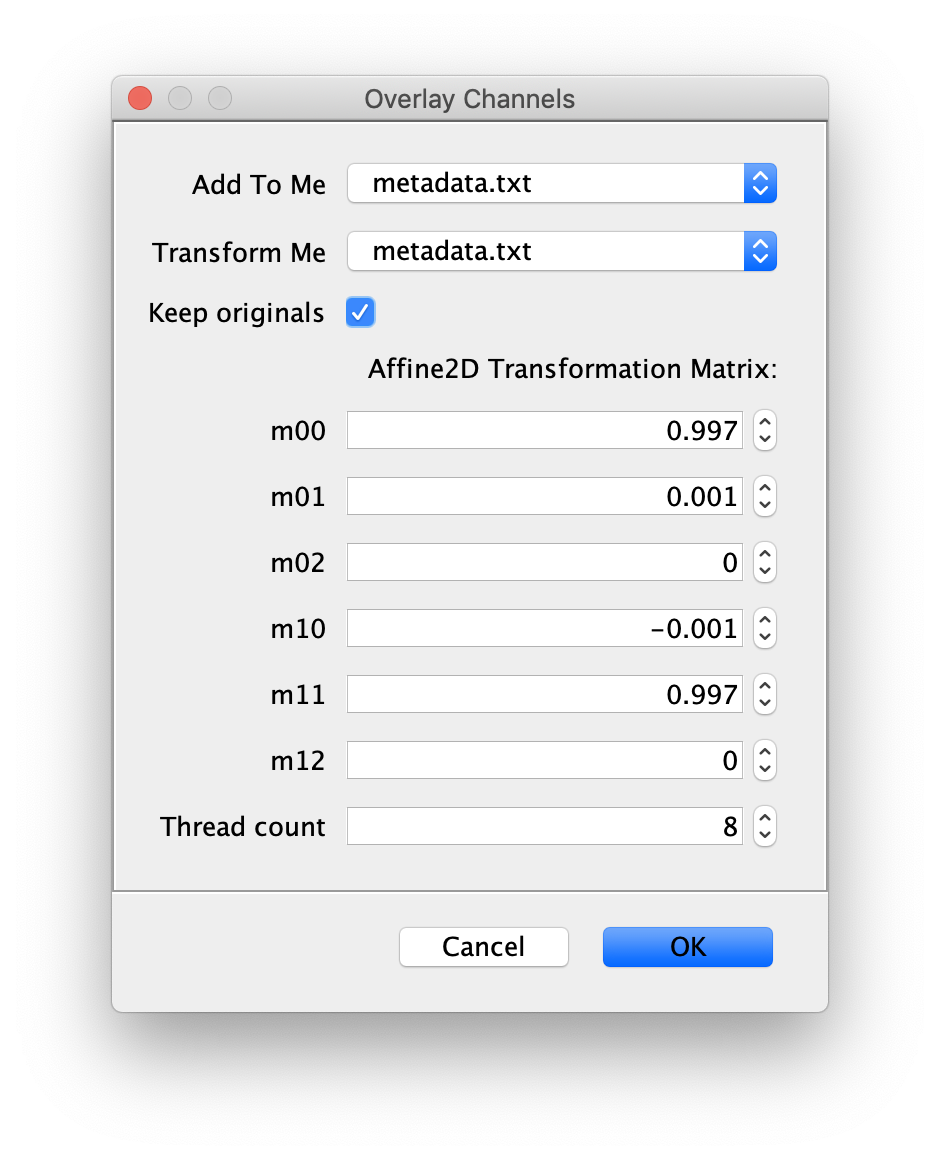 Overlay Channels
Add To Me metadata.txt
Transform Me metadata.txt
Keep originals
Affine2D Transformation Matrix:
m00 0.997
m01 0.001
m02 0
m10 -0.001
m11 0.997
m12 0
Thread count 8
Cancel OK